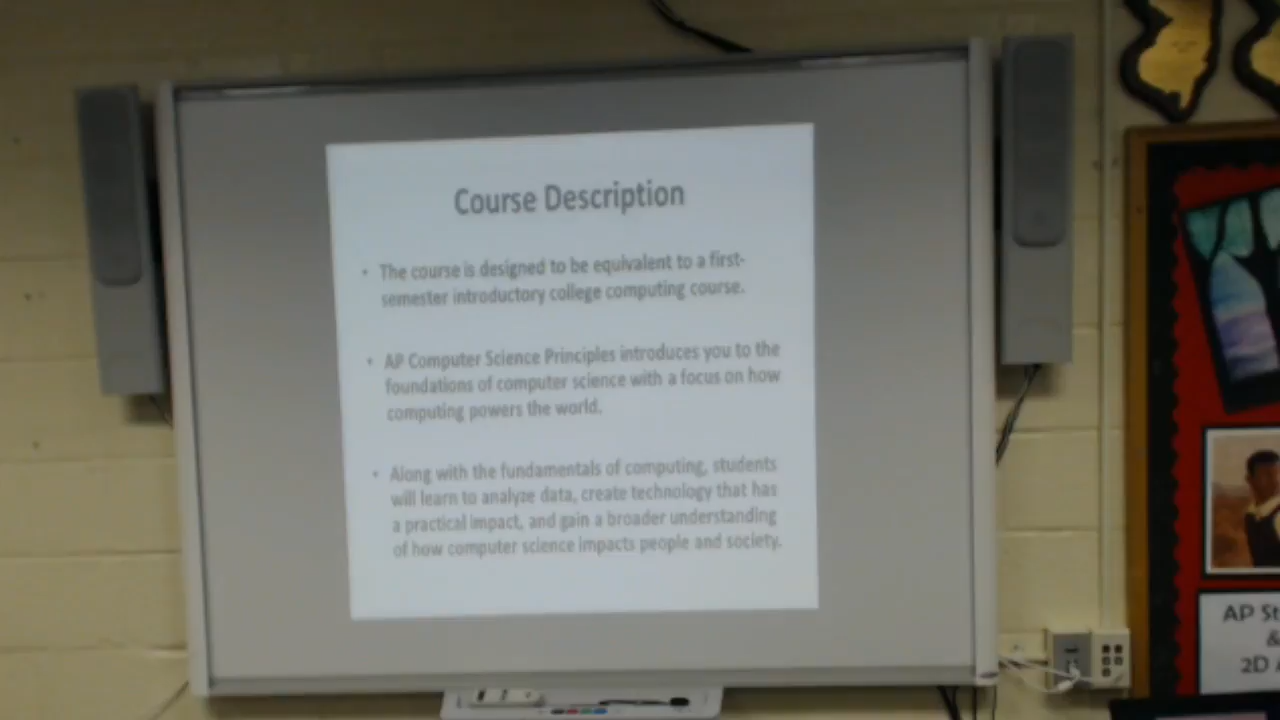 Course Description
• The course is designed to be equivalent to a first-
semester introductory college computing course.
• AP Computer Science Principles introduces you to the
foundations of computer science with a focus on how
computing powers the world.
• Along with the fundamentals of computing, students
will learn to analyze data, create technology that has
a practical impact, and gain a broader understanding
of how computer science impacts people and society.
AP St
&
2D A